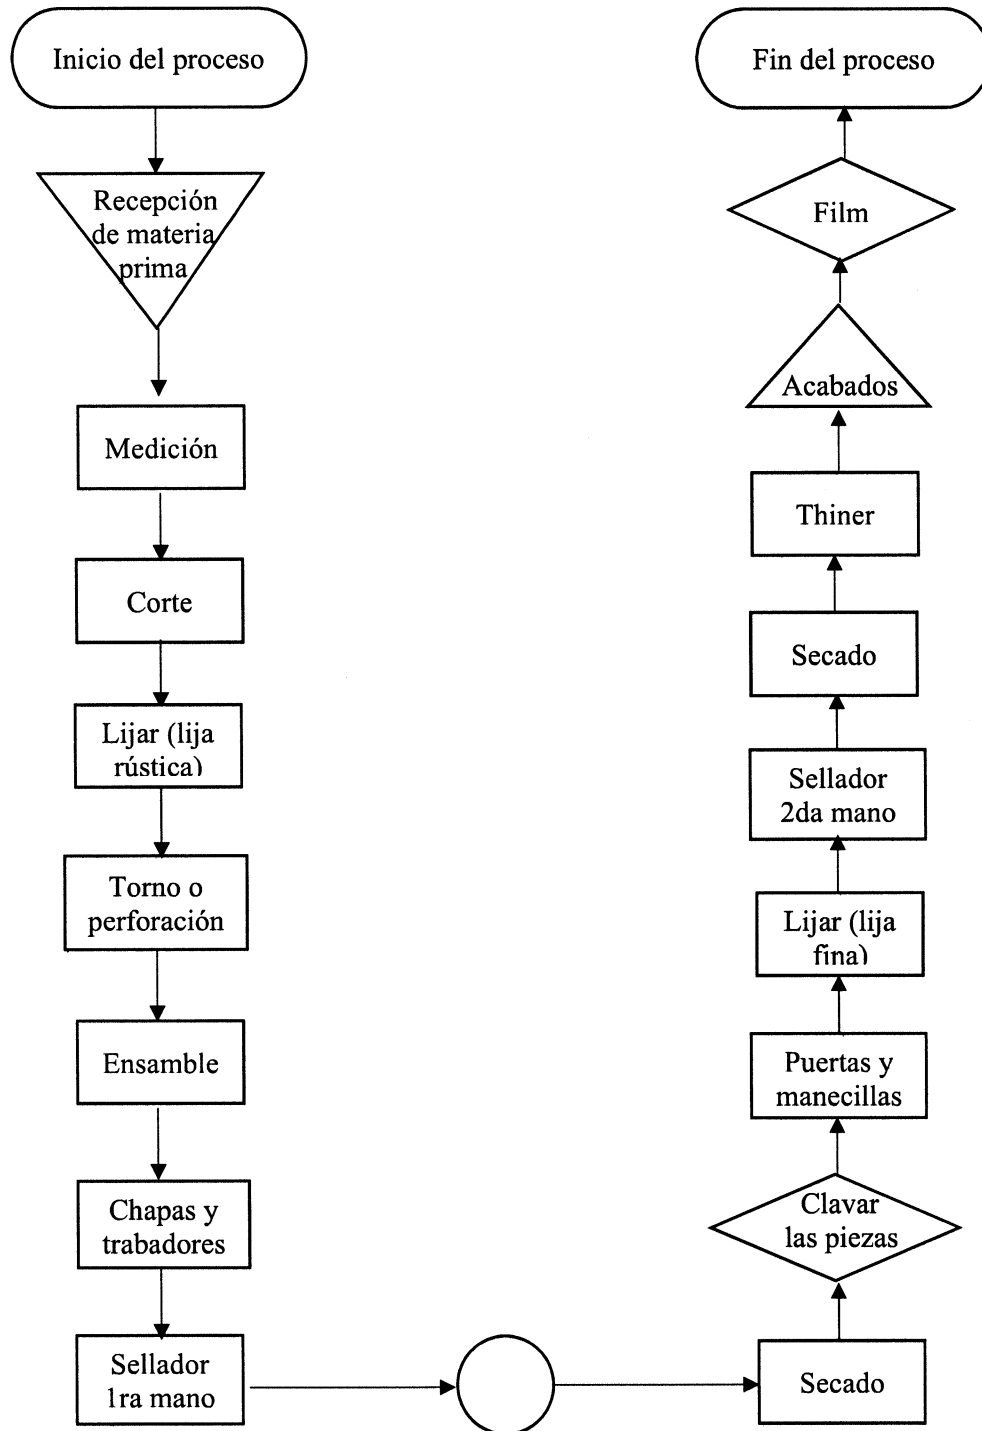 Inicio del proceso
Recepción
de materia
prima
Medición
Corte
Lijar (lija
rústica)
Torno o
perforación
Ensamble
Chapas y
trabadores
Sellador
1ra mano
Secado
Clavar
las piezas
Puertas y
manecillas
Lijar (lija
fina)
Sellador
2da mano
Secado
Thiner
Acabados
Film
Fin del proceso